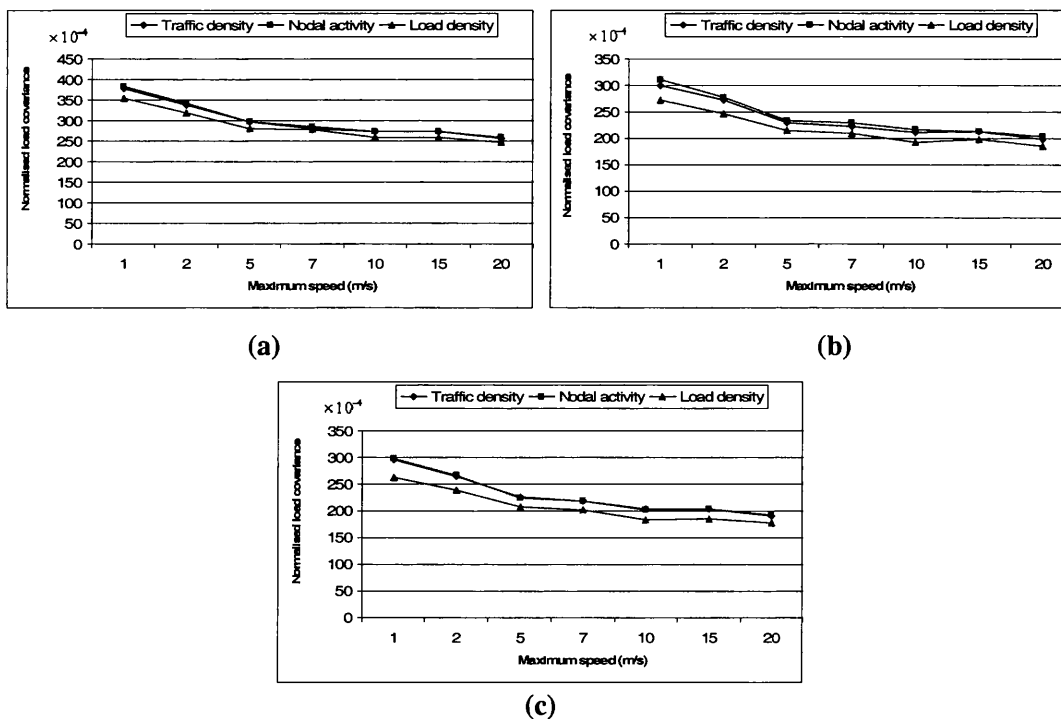 Traffic density Nodal activity Load density
×10⁻⁴
Normalised load covariance
450
400
350
300
250
200
150
100
50
0
1 2 5 7 10 15 20
Maximum speed (m/s)
(a)
Traffic density Nodal activity Load density
×10⁻⁴
Normalised load covariance
350
300
250
200
150
100
50
0
1 2 5 7 10 15 20
Maximum speed (m/s)
(b)
Traffic density Nodal activity Load density
×10⁻⁴
Normalised load covariance
350
300
250
200
150
100
50
0
1 2 5 7 10 15 20
Maximum speed (m/s)
(c)